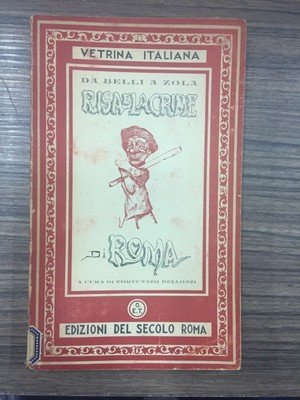 VETRINA ITALIANA
DA BELLI A ZOLA
RISA E LACRIME
DI ROMA
A CURA DI FORTUNATO BELLONZI
C.
E.T.
EDIZIONI DEL SECOLO ROMA